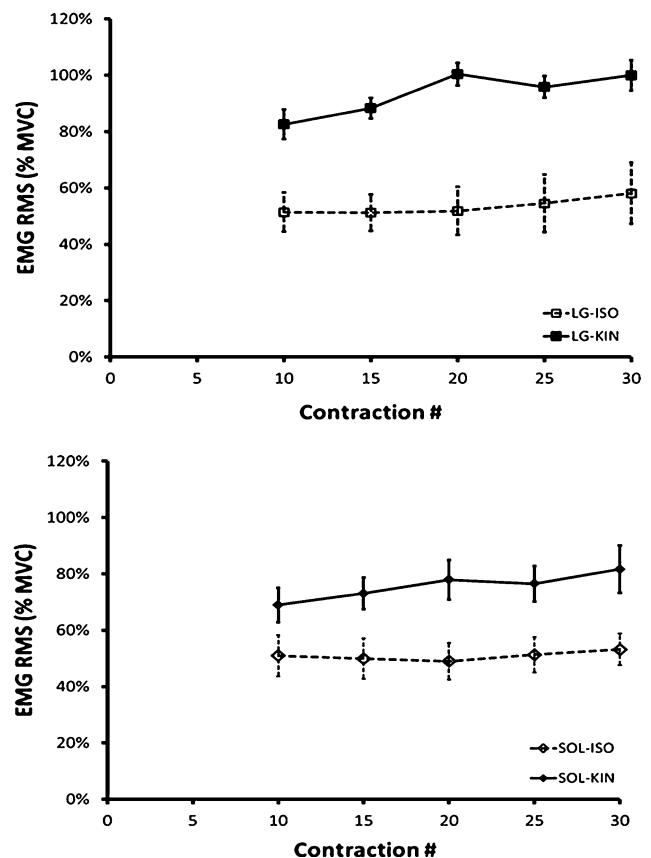 120%
100%
80%
60%
40%
20%
0%
EMG RMS (% MVC)
LG-ISO
LG-KIN
0 5 10 15 20 25 30
Contraction #
120%
100%
80%
60%
40%
20%
0%
EMG RMS (% MVC)
SOL-ISO
SOL-KIN
0 5 10 15 20 25 30
Contraction #